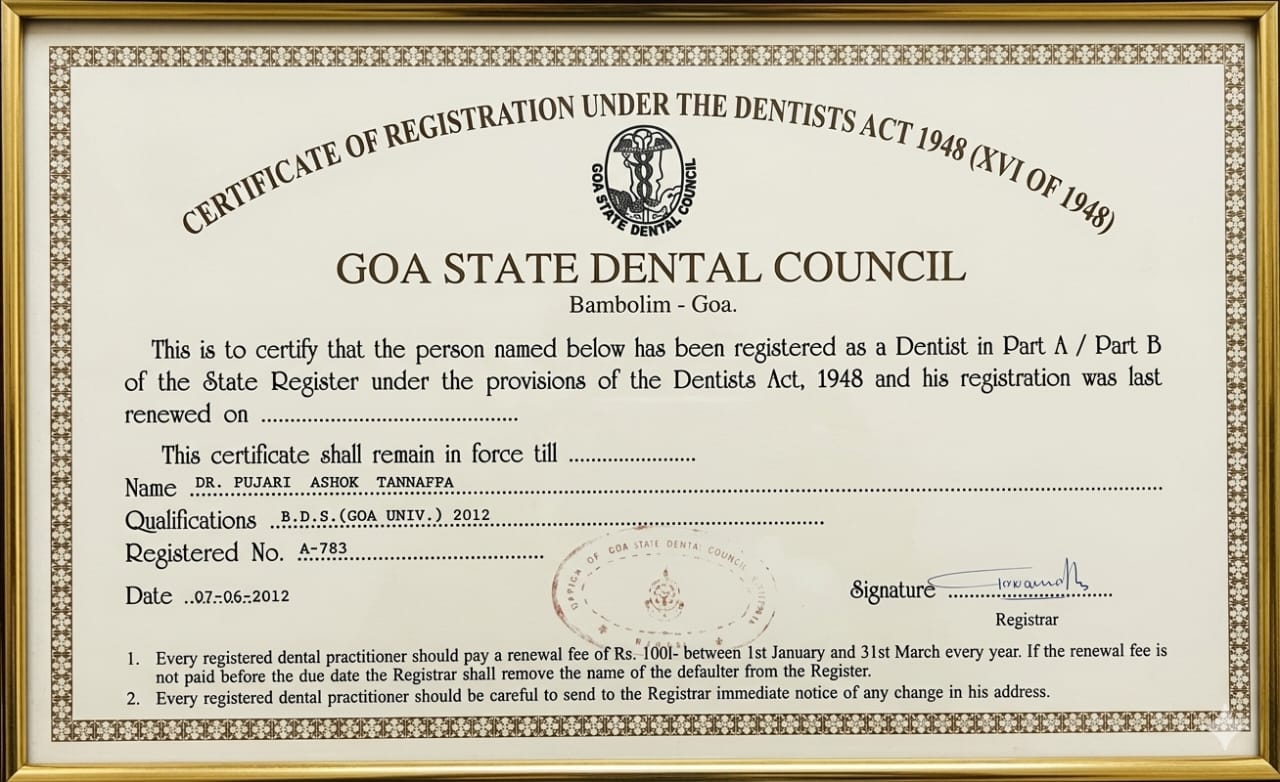 CERTIFICATE OF REGISTRATION UNDER THE DENTISTS ACT 1948 (XVI OF 1948)
GOA STATE DENTAL COUNCIL
GOA STATE DENTAL COUNCIL
Bambolim - Goa.
This is to certify that the person named below has been registered as a Dentist in Part A / Part B
of the State Register under the provisions of the Dentists Act, 1948 and his registration was last
renewed on ....................................
This certificate shall remain in force till ......................
Name DR. PUJARI ASHOK TANNAFPA
Qualifications ..B.D.S.(GOA UNIV.) 2012
Registered No. A-783
Date ..07.-06-.2012
OF GOA STATE DENTAL COUNCIL
Signature
Registrar
1. Every registered dental practitioner should pay a renewal fee of Rs. 100l- between 1st January and 31st March every year. If the renewal fee is
not paid before the due date the Registrar shall remove the name of the defaulter from the Register.
2. Every registered dental practitioner should be careful to send to the Registrar immediate notice of any change in his address.